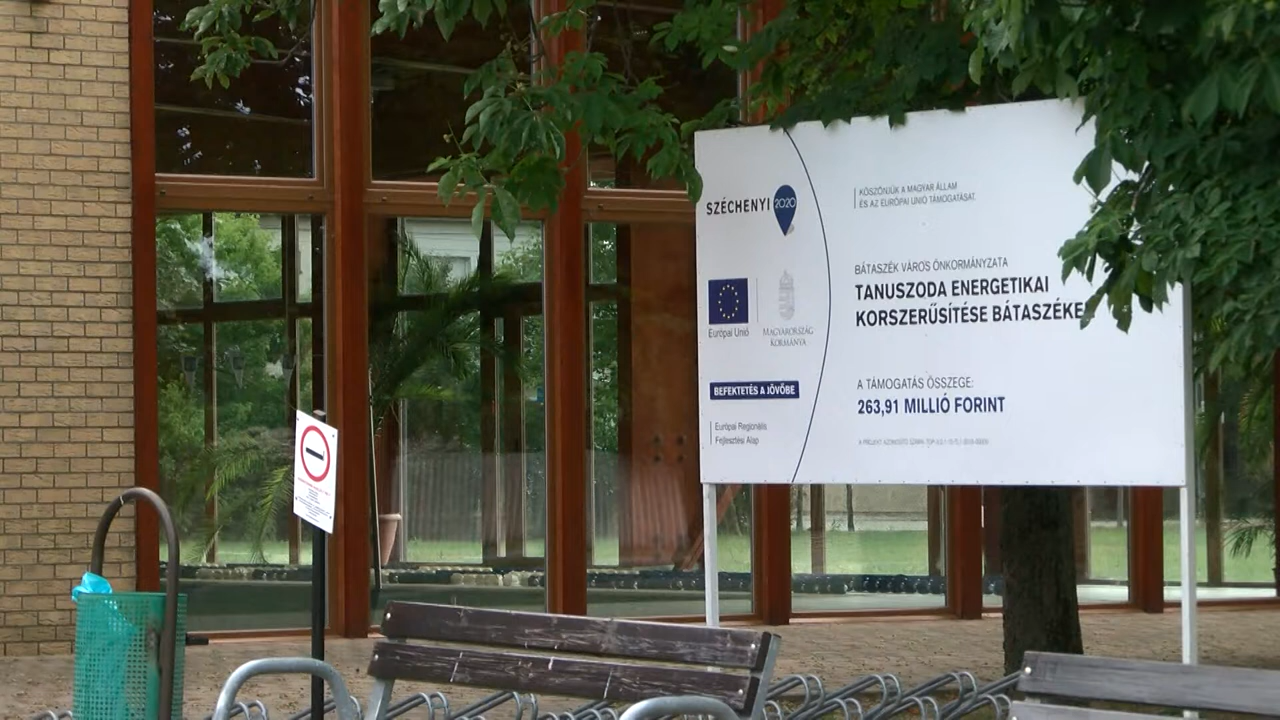 SZÉCHENYI 2020
Európai Unió
MAGYARORSZÁG
KORMÁNYA
BEFEKTETÉS A JÖVŐBE
Európai Regionális
Fejlesztési Alap
KÖSZÖNJÜK A MAGYAR ÁLLAM
ÉS AZ EURÓPAI UNIÓ TÁMOGATÁSÁT.
BÁTASZÉK VÁROS ÖNKORMÁNYZATA
TANUSZODA ENERGETIKAI
KORSZERŰSÍTÉSE BÁTASZÉKE
A TÁMOGATÁS ÖSSZEGE:
263,91 MILLIÓ FORINT